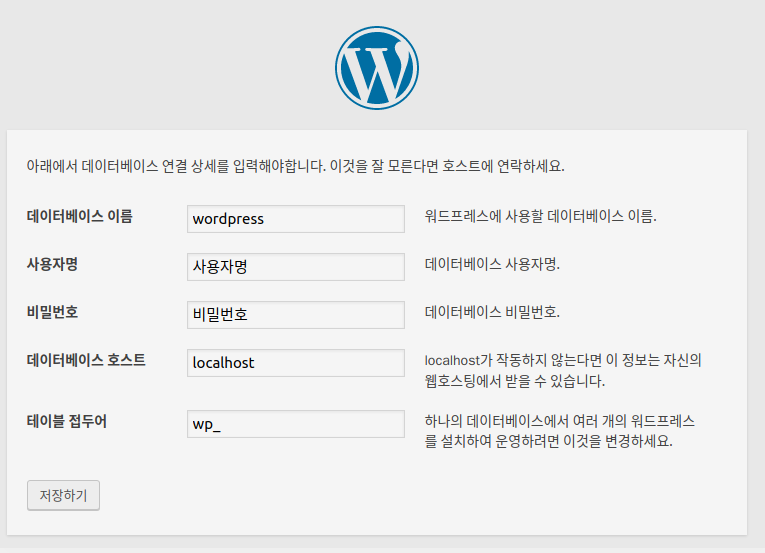 아래에서 데이터베이스 연결 상세를 입력해야합니다. 이것을 잘 모른다면 호스트에 연락하세요.
데이터베이스 이름 wordpress 워드프레스에 사용할 데이터베이스 이름.
사용자명 사용자명 데이터베이스 사용자명.
비밀번호 비밀번호 데이터베이스 비밀번호.
데이터베이스 호스트 localhost localhost가 작동하지 않는다면 이 정보는 자신의
웹호스팅에서 받을 수 있습니다.
테이블 접두어 wp_ 하나의 데이터베이스에서 여러 개의 워드프레스
를 설치하여 운영하려면 이것을 변경하세요.
저장하기